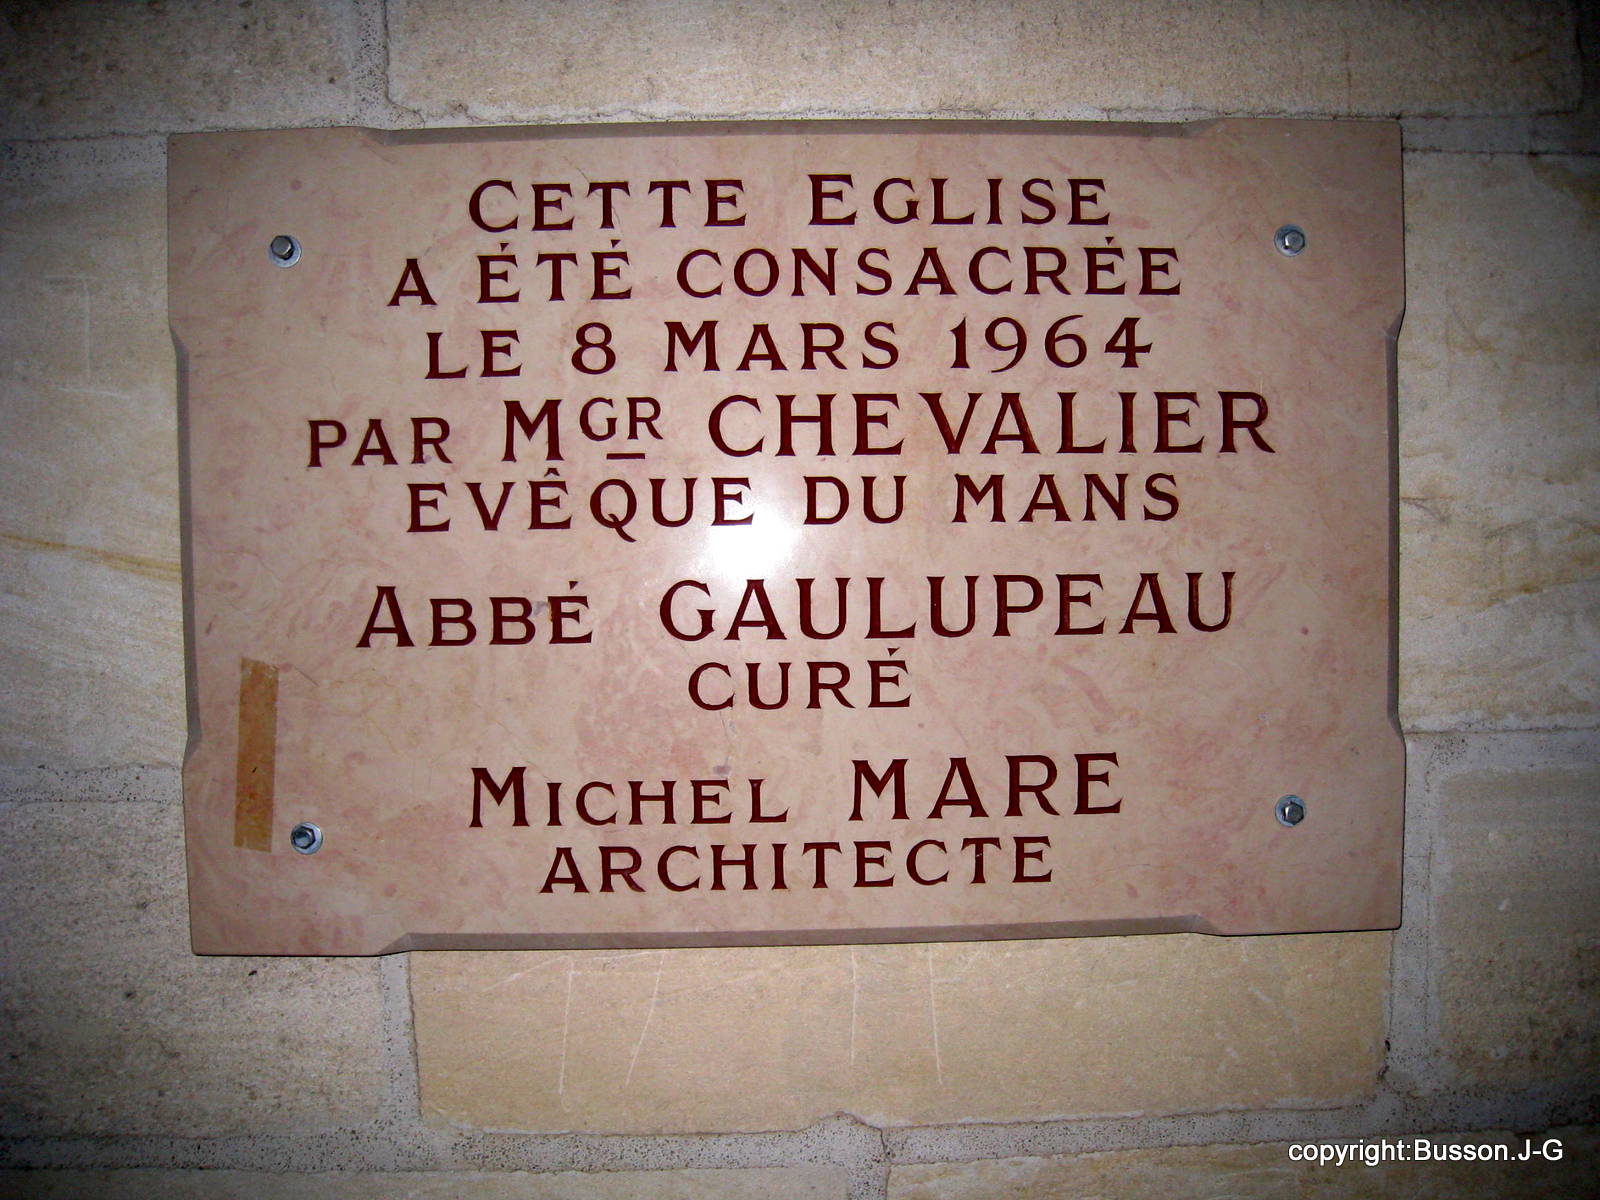 CETTE EGLISE
A ÉTÉ CONSACRÉE
LE 8 MARS 1964
PAR MGR CHEVALIER
EVÊQUE DU MANS
ABBÉ GAULUPEAU
CURÉ
MICHEL MARE
ARCHITECTE
copyright:Busson.J-G